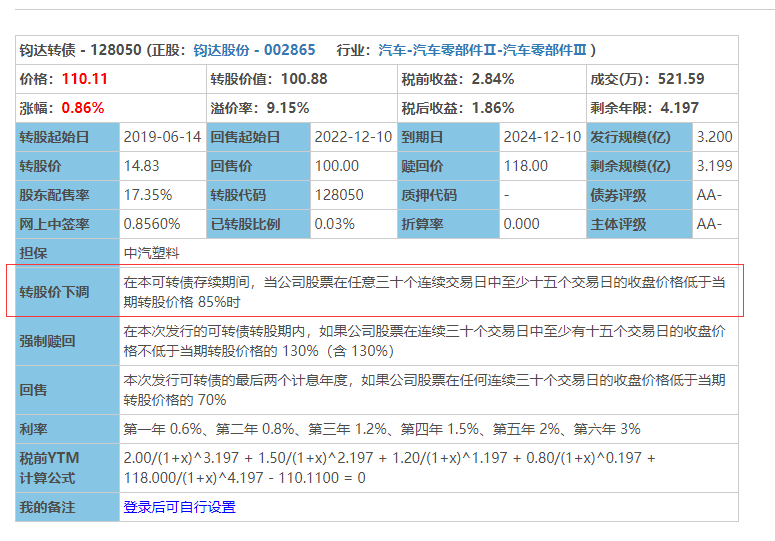 钧达转债 - 128050 (正股：钧达股份 - 002865 行业：汽车-汽车零部件Ⅱ-汽车零部件Ⅲ )
价格：110.11 转股价值：100.88 税前收益：2.84% 成交(万)：521.59
涨幅：0.86% 溢价率：9.15% 税后收益：1.86% 剩余年限：4.197
转股起始日 2019-06-14 回售起始日 2022-12-10 到期日 2024-12-10 发行规模(亿) 3.200
转股价 14.83 回售价 100.00 赎回价 118.00 剩余规模(亿) 3.199
股东配售率 17.35% 转股代码 128050 质押代码 - 债券评级 AA-
网上中签率 0.8560% 已转股比例 0.03% 折算率 0.000 主体评级 AA-
担保 中汽塑料
转股价下调 在本可转债存续期间，当公司股票在任意三十个连续交易日中至少十五个交易日的收盘价格低于当
期转股价格 85%时
强制赎回 在本次发行的可转债转股期内，如果公司股票在连续三十个交易日中至少有十五个交易日的收盘价
格不低于当期转股价格的 130%（含 130%）
回售 本次发行可转债的最后两个计息年度，如果公司股票在任何连续三十个交易日的收盘价格低于当期
转股价格的 70%
利率 第一年 0.6%、第二年 0.8%、第三年 1.2%、第四年 1.5%、第五年 2%、第六年 3%
税前YTM 2.00/(1+x)^3.197 + 1.50/(1+x)^2.197 + 1.20/(1+x)^1.197 + 0.80/(1+x)^0.197 +
计算公式 118.000/(1+x)^4.197 - 110.1100 = 0
我的备注 登录后可自行设置